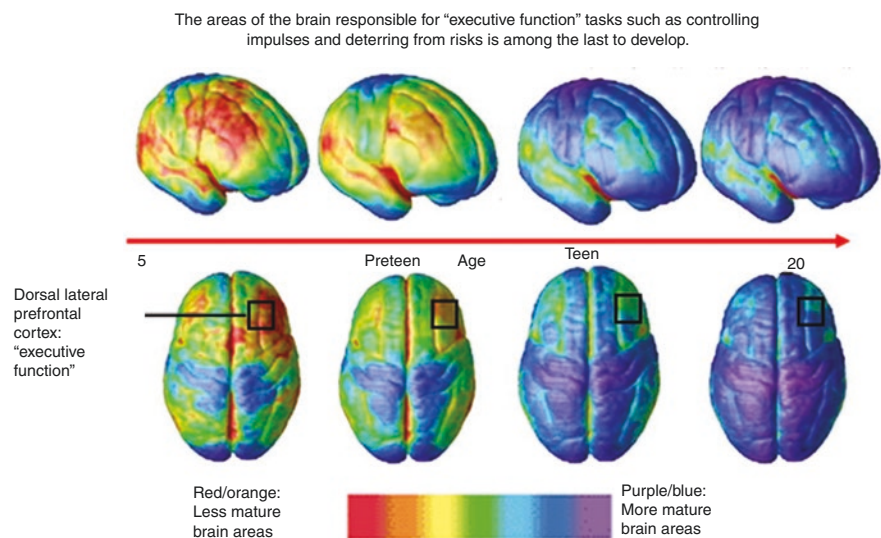 The areas of the brain responsible for “executive function” tasks such as controlling
impulses and deterring from risks is among the last to develop.
5
Preteen
Age
Teen
20
Dorsal lateral
prefrontal
cortex:
“executive
function”
Red/orange:
Less mature
brain areas
Purple/blue:
More mature
brain areas